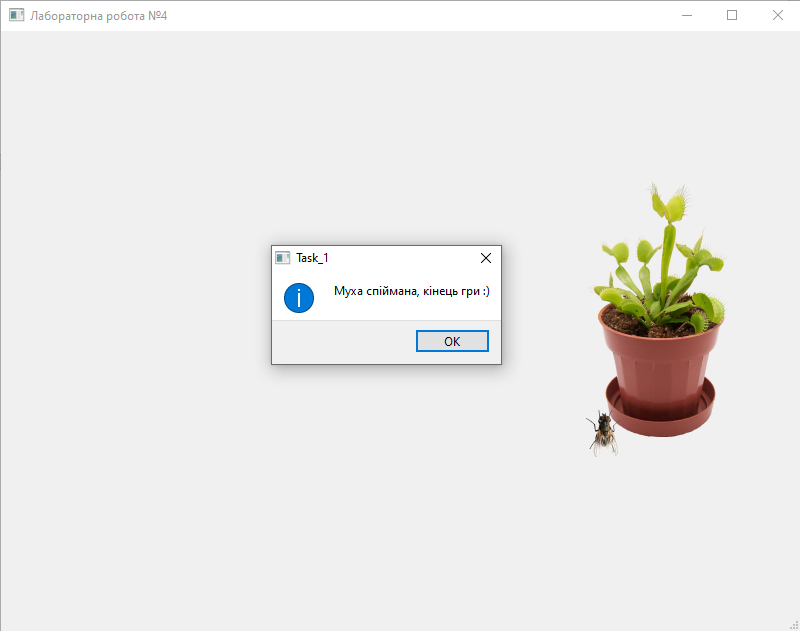 Лабораторна робота №4
Task_1
Муха спіймана, кінець гри :)
OK